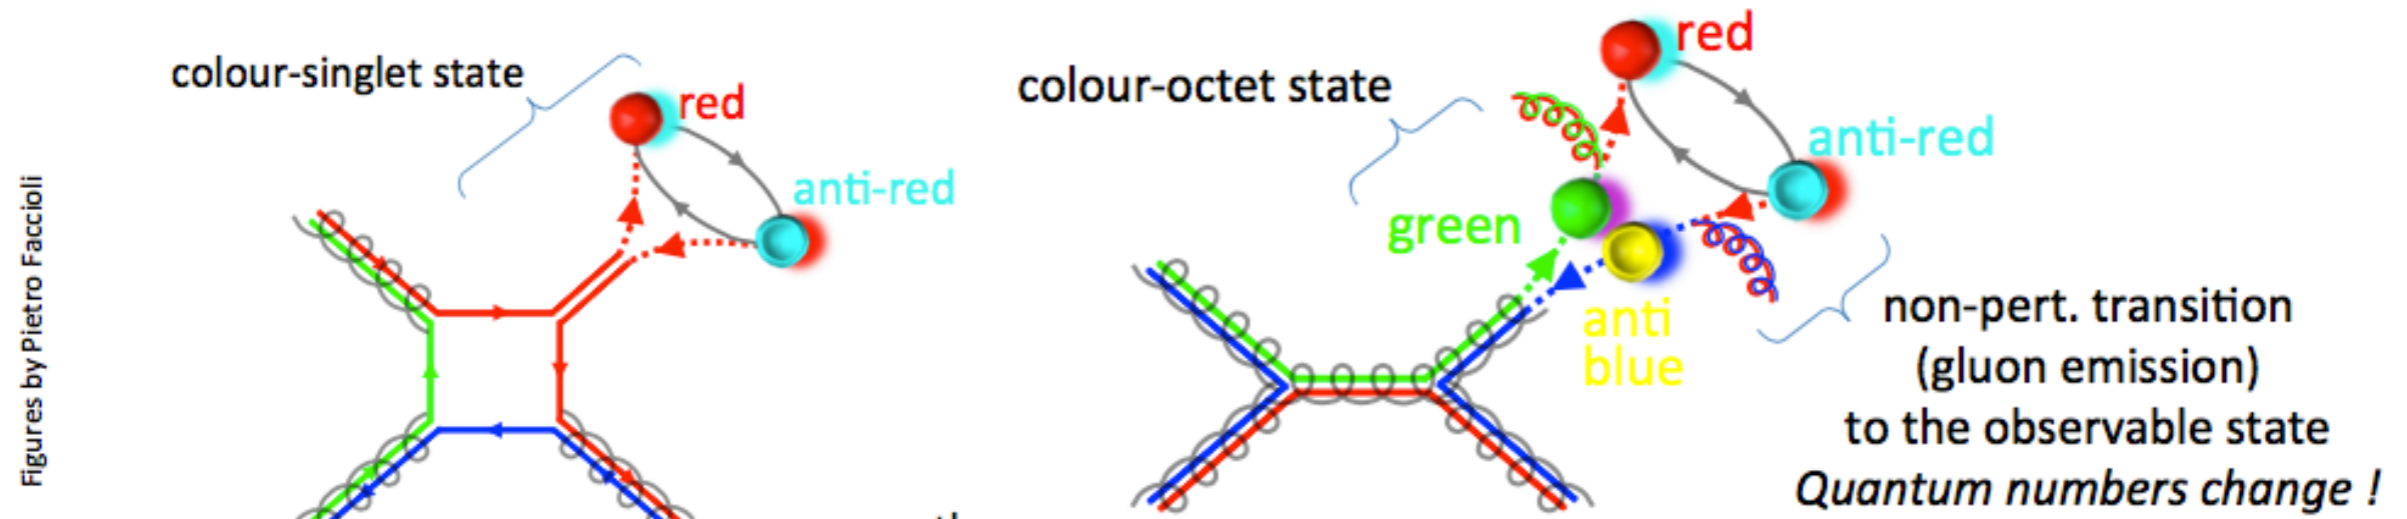 Figures by Pietro Faccioli
colour-singlet state
red
anti-red
colour-octet state
red
anti-red
green
anti
blue
non-pert. transition
(gluon emission)
to the observable state
Quantum numbers change !